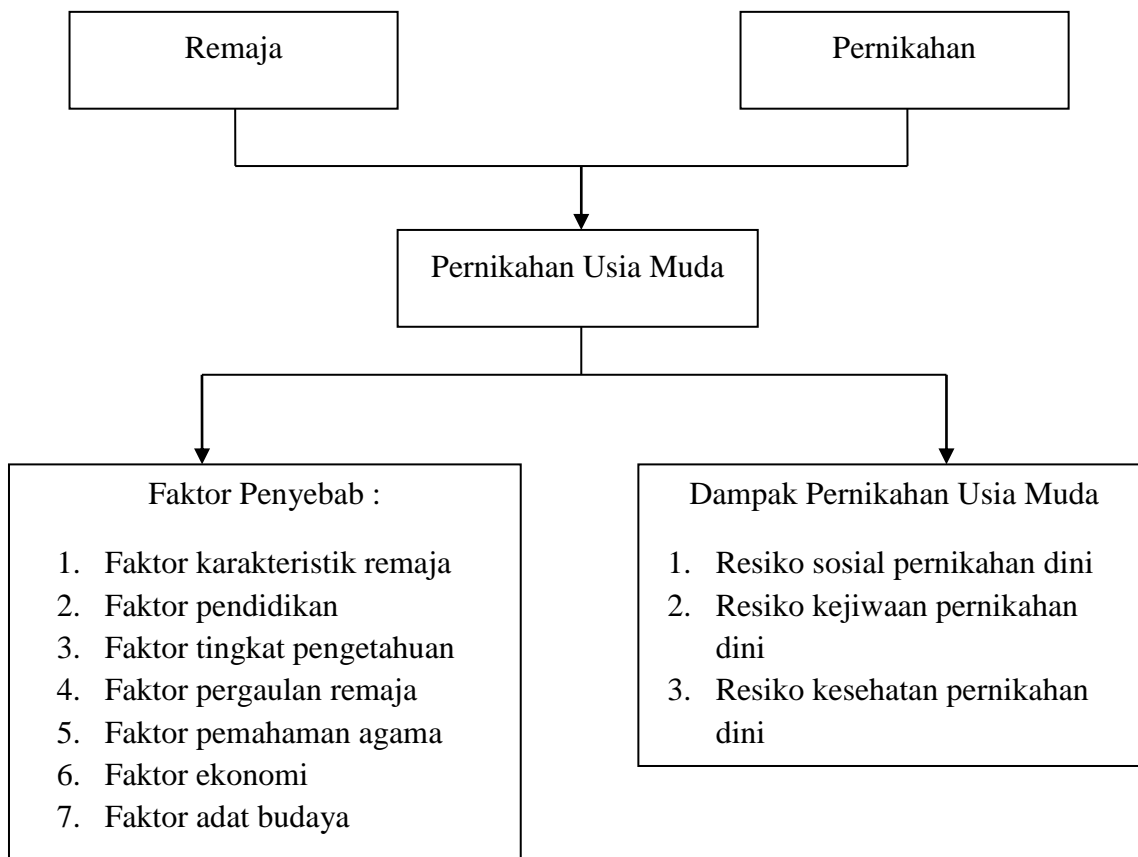 Remaja
Pernikahan
Pernikahan Usia Muda
Faktor Penyebab :
1. Faktor karakteristik remaja
2. Faktor pendidikan
3. Faktor tingkat pengetahuan
4. Faktor pergaulan remaja
5. Faktor pemahaman agama
6. Faktor ekonomi
7. Faktor adat budaya
Dampak Pernikahan Usia Muda
1. Resiko sosial pernikahan dini
2. Resiko kejiwaan pernikahan
dini
3. Resiko kesehatan pernikahan
dini